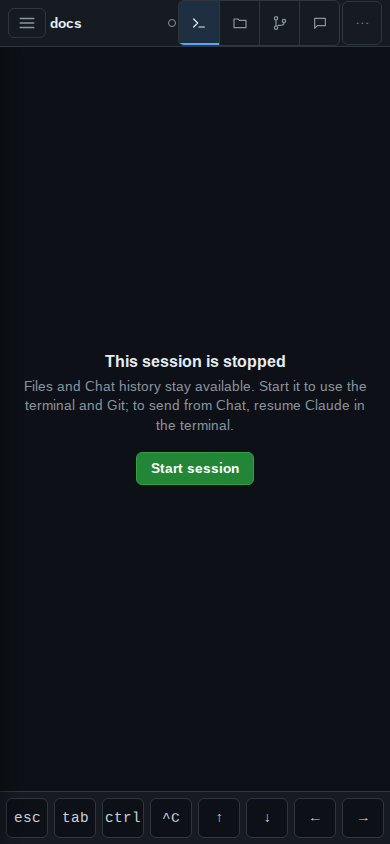 docs
This session is stopped
Files and Chat history stay available. Start it to use the
terminal and Git; to send from Chat, resume Claude in
the terminal.
Start session
esc tab ctrl ^C ↑ ↓ ← →